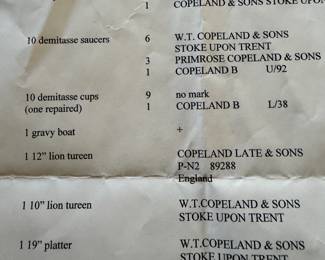 1 COPELAND & SONS STOKE UPON
10 demitasse saucers 6 W.T. COPELAND & SONS
STOKE UPON TRENT
3 PRIMROSE COPELAND & SONS
1 COPELAND B U/92
10 demitasse cups 9 no mark
(one repaired) 1 COPELAND B L/38
1 gravy boat +
1 12" lion tureen COPELAND LATE & SONS
P-N2 89288
England
1 10" lion tureen W.T.COPELAND & SONS
STOKE UPON TRENT
1 19" platter W.T.COPELAND & SONS
STOKE UPON TRENT